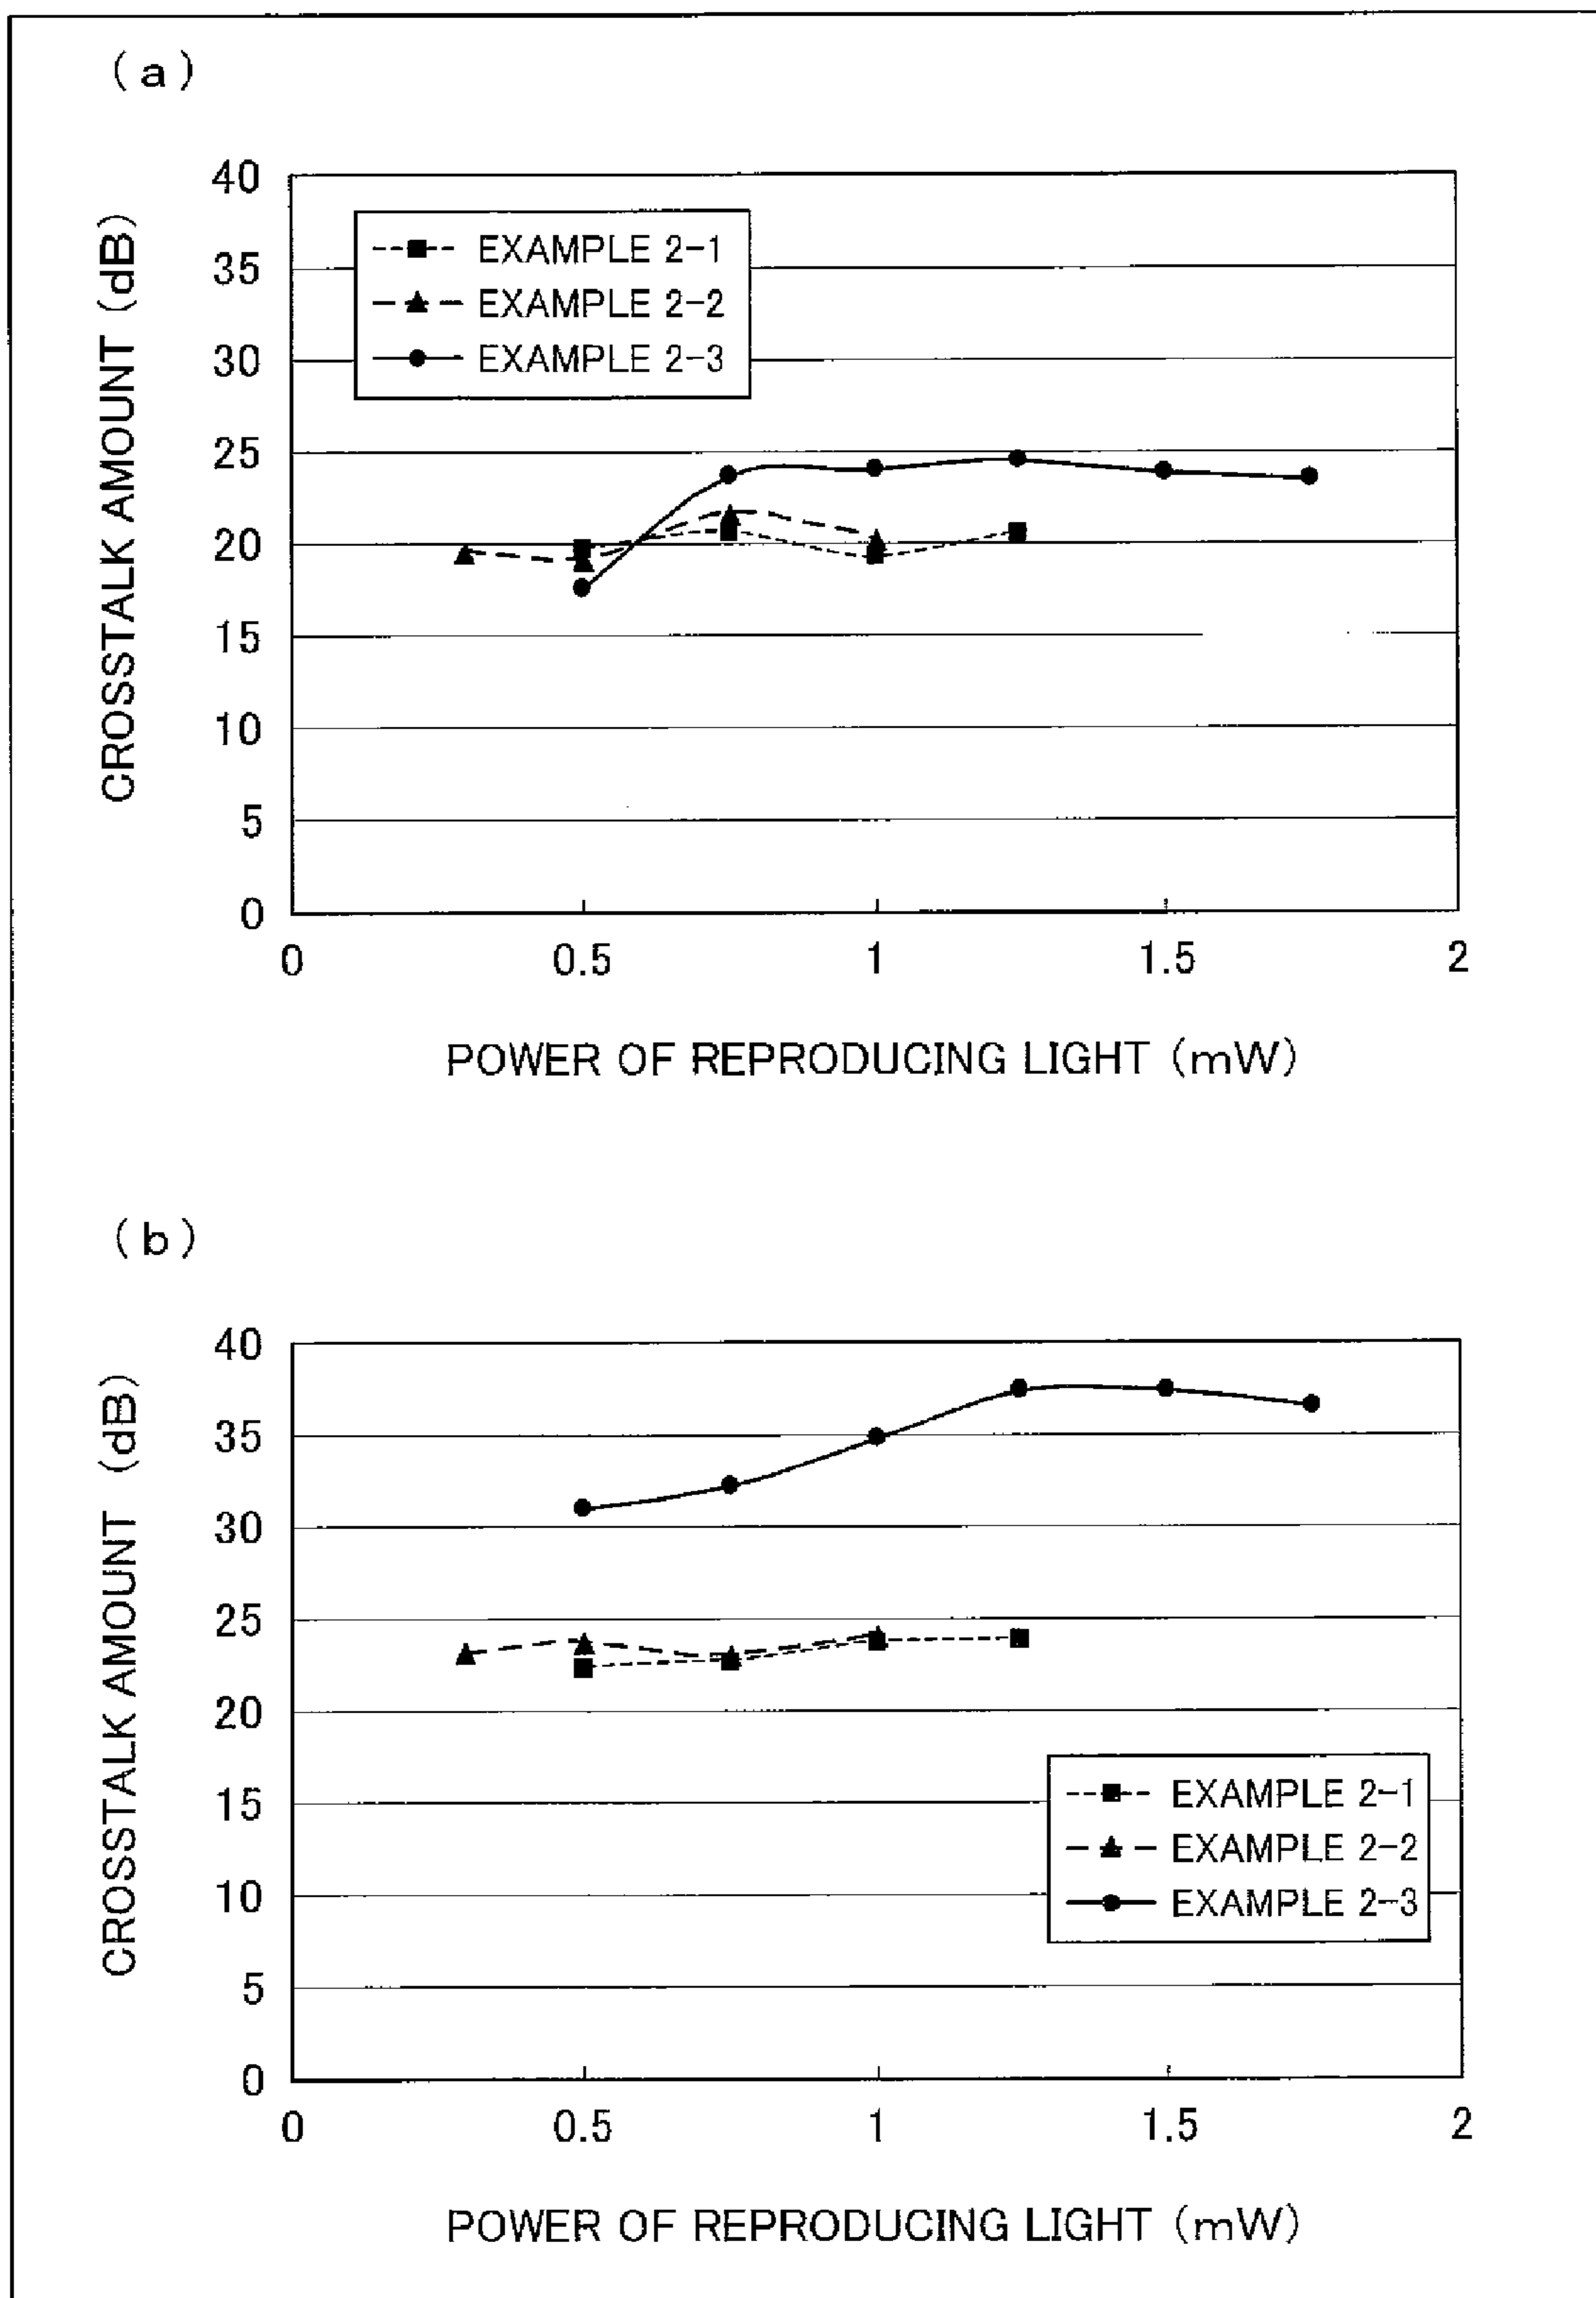 (a)
CROSSTALK AMOUNT (dB)
40
35
30
25
20
15
10
5
0
EXAMPLE 2-1
EXAMPLE 2-2
EXAMPLE 2-3
0 0.5 1 1.5 2
POWER OF REPRODUCING LIGHT (mW)
(b)
CROSSTALK AMOUNT (dB)
40
35
30
25
20
15
10
5
0
EXAMPLE 2-1
EXAMPLE 2-2
EXAMPLE 2-3
0 0.5 1 1.5 2
POWER OF REPRODUCING LIGHT (mW)